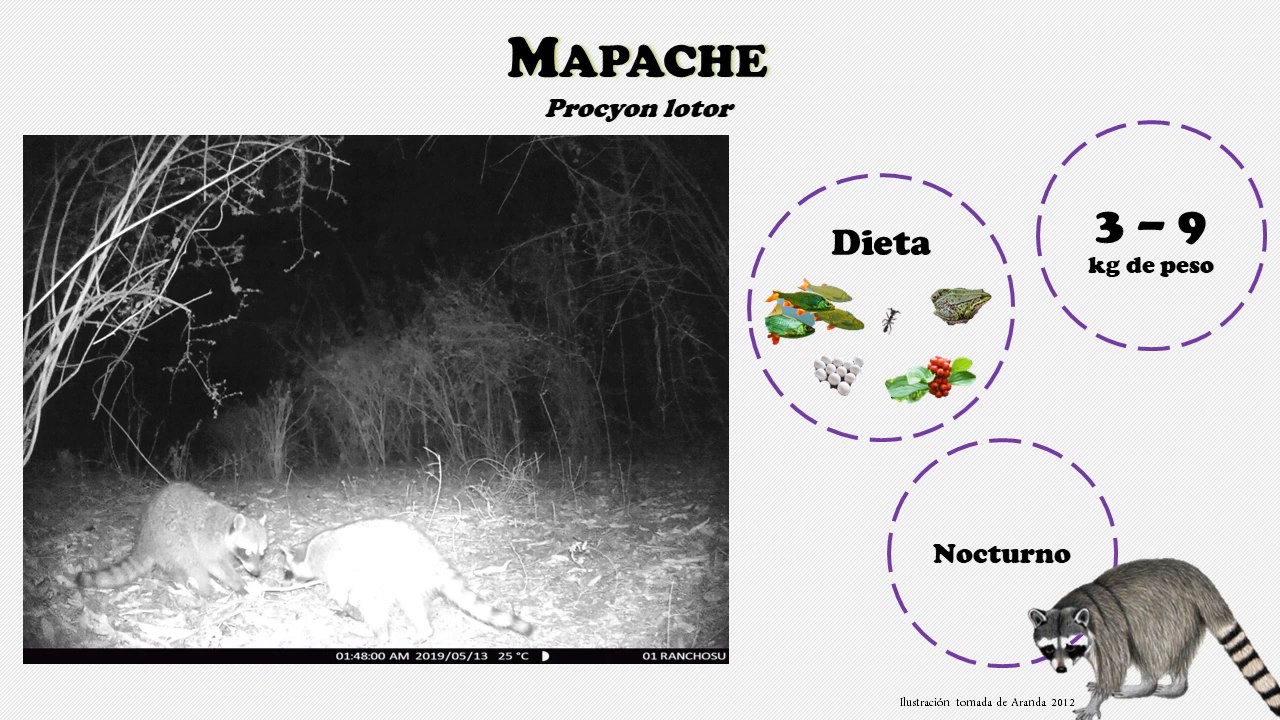 MAPACHE
Procyon lotor
Dieta
3 – 9
kg de peso
Nocturno
01:48:00 AM 2019/05/13 25 °C 01 RANCHOSU
Ilustración tomada de Aranda 2012